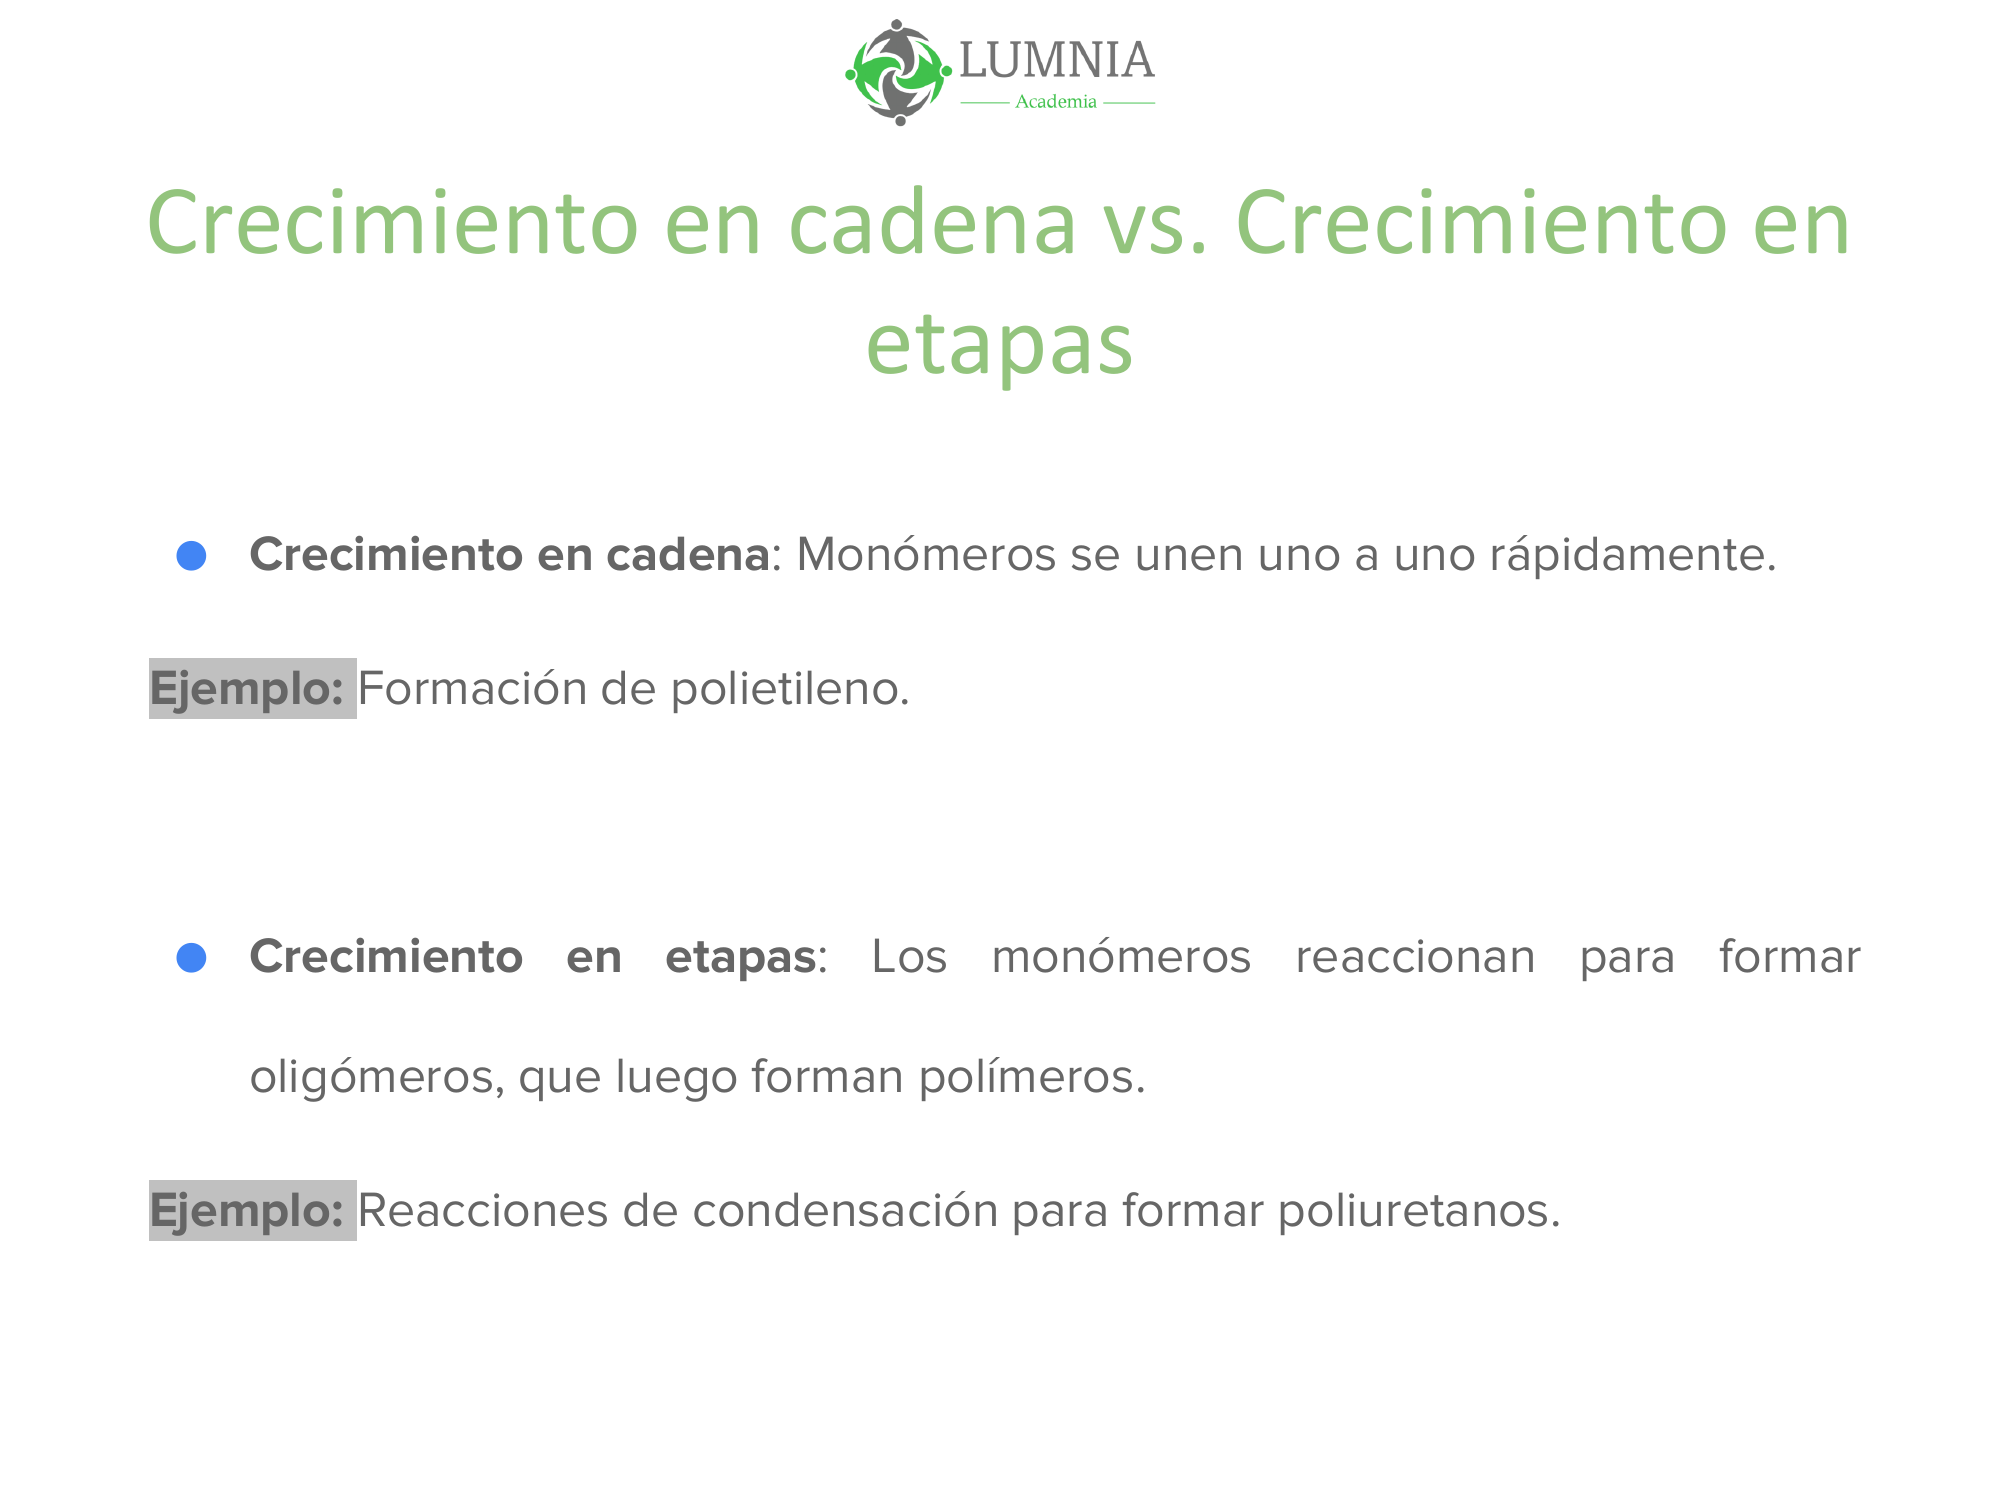 LUMNIA
Academia
Crecimiento en cadena vs. Crecimiento en
etapas
● Crecimiento en cadena: Monómeros se unen uno a uno rápidamente.
Ejemplo: Formación de polietileno.
● Crecimiento en etapas: Los monómeros reaccionan para formar
oligómeros, que luego forman polímeros.
Ejemplo: Reacciones de condensación para formar poliuretanos.